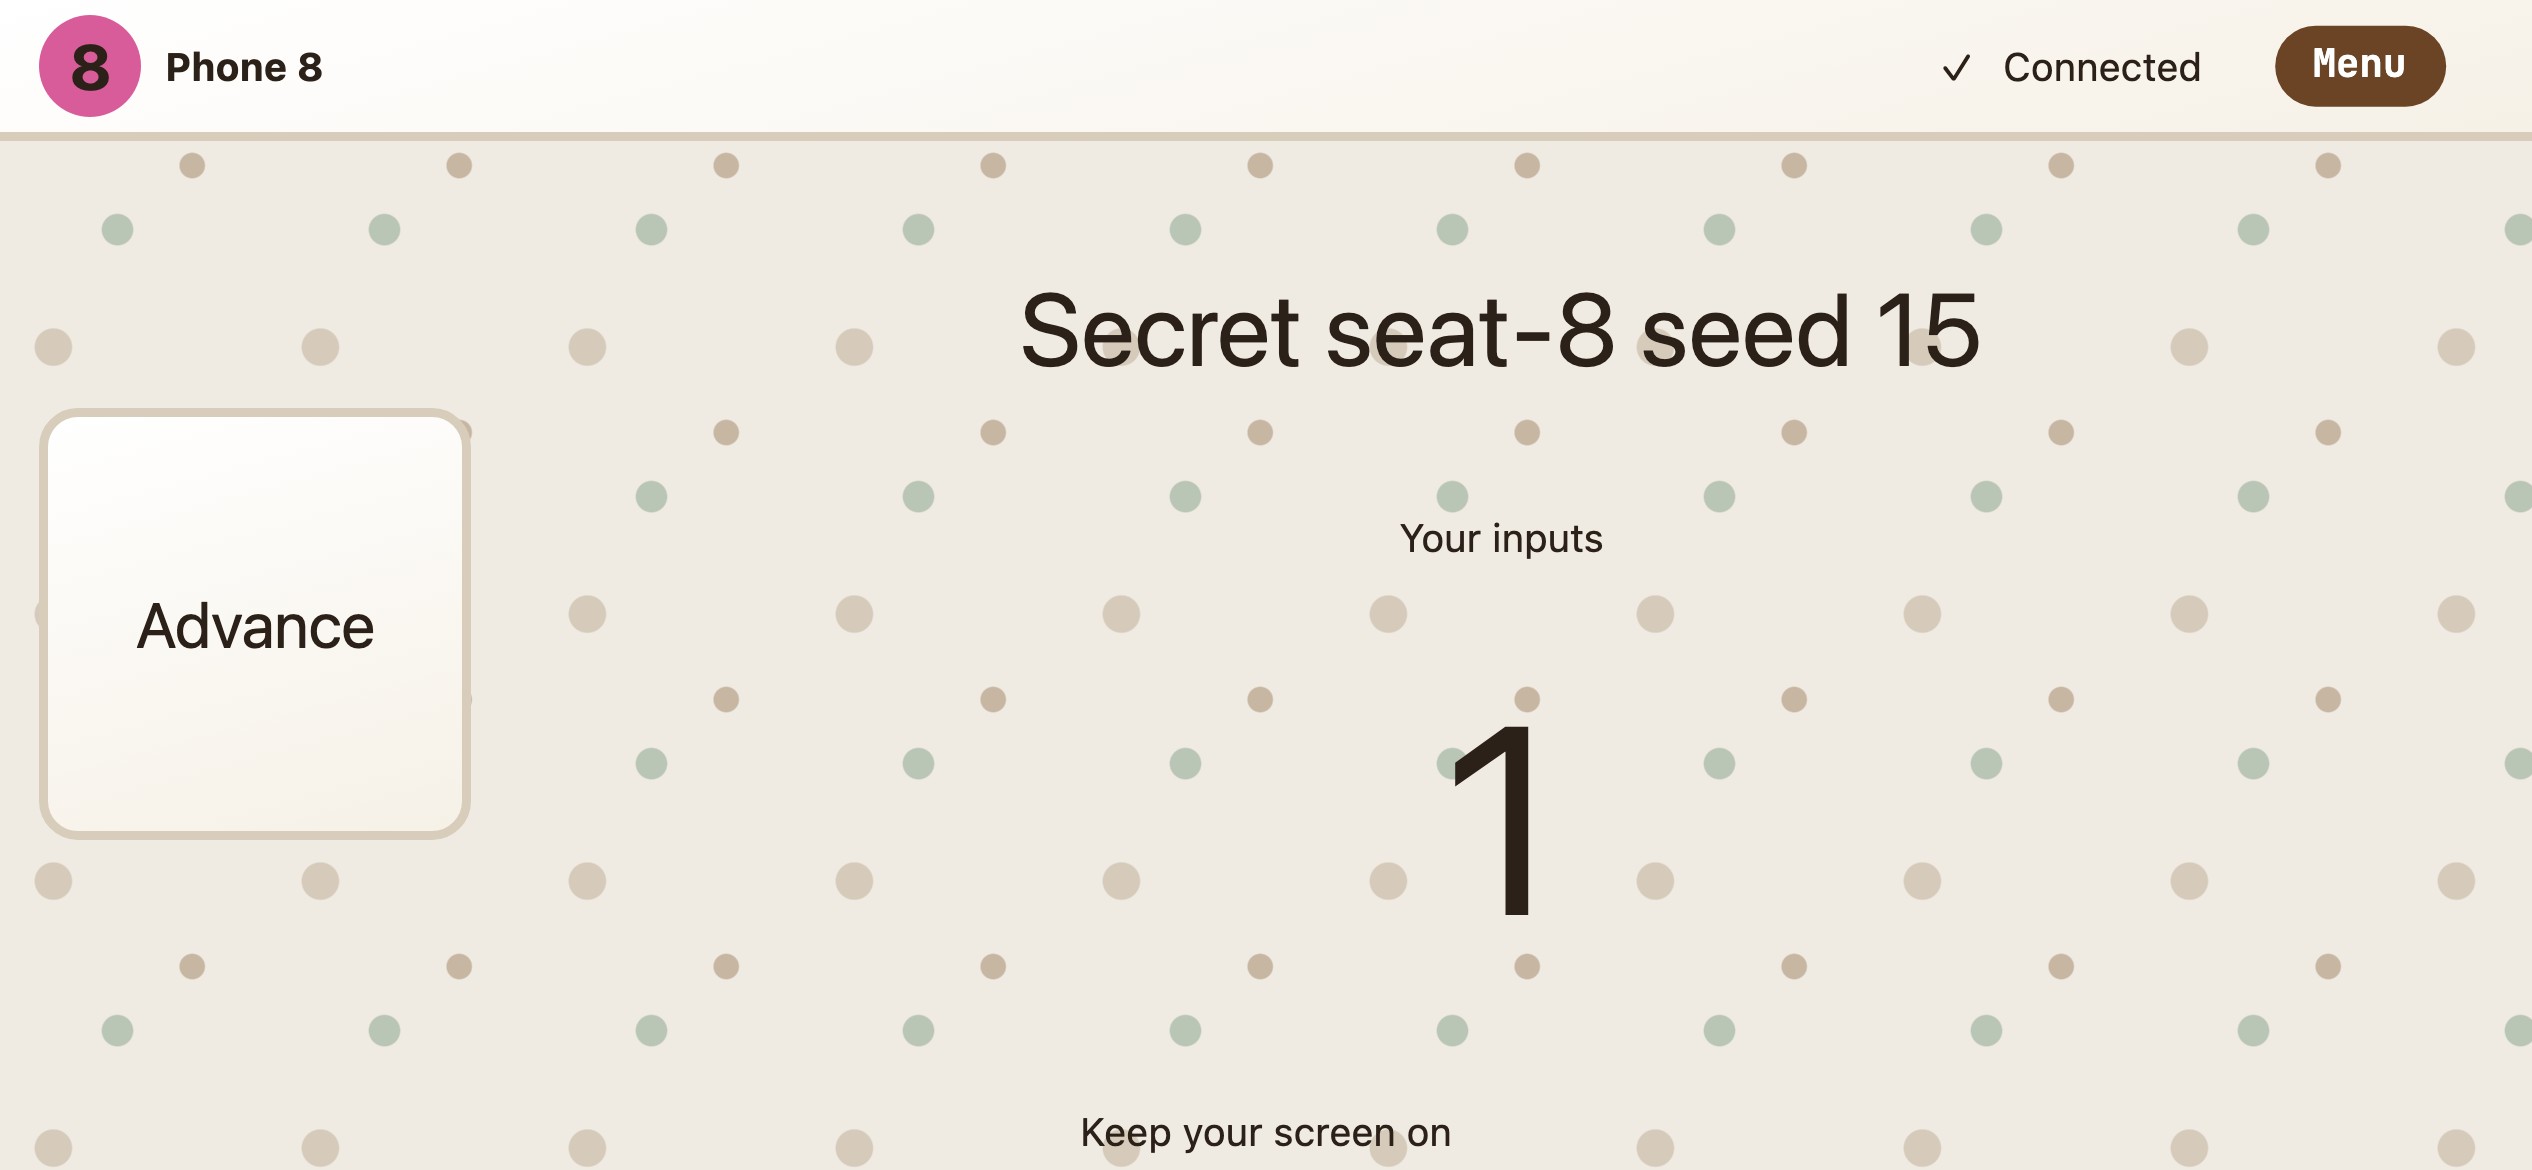 8 Phone 8 ✓ Connected Menu
Secret seat-8 seed 15
Your inputs
Advance
1
Keep your screen on